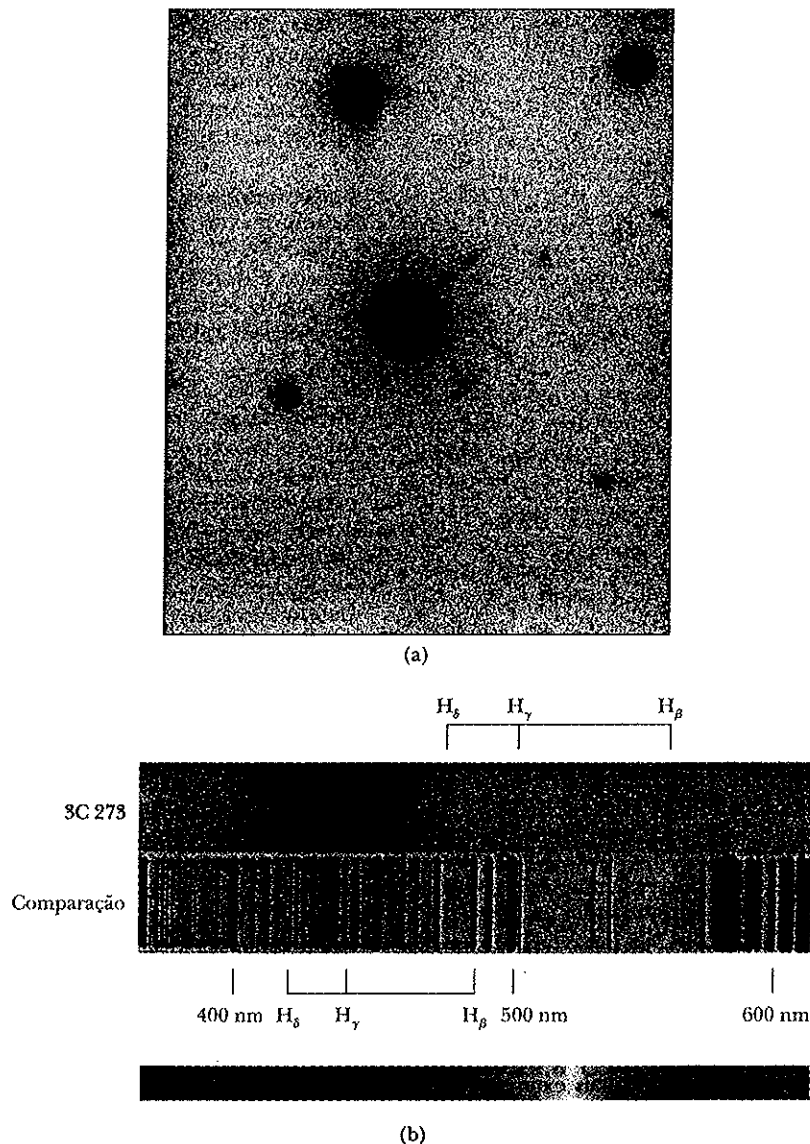 (a)
H_δ H_γ H_β
3C 273
Comparação
400 nm H_δ H_γ H_β 500 nm 600 nm
(b)